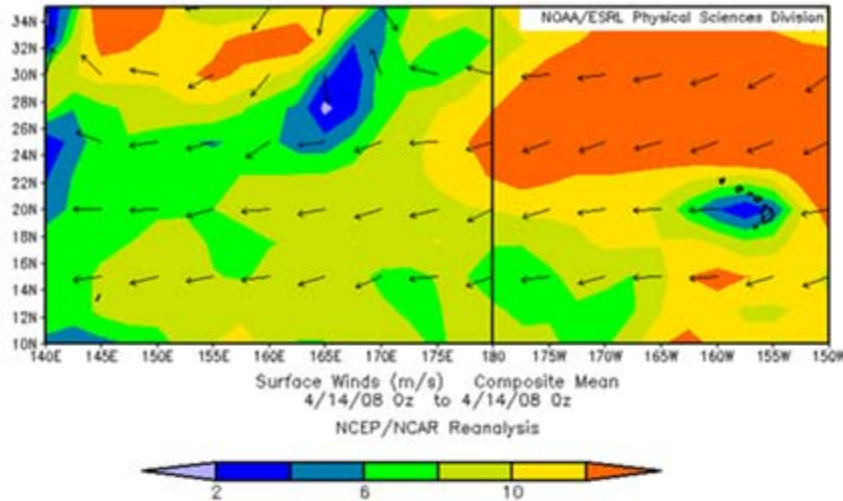 NOAA/ESRL Physical Sciences Division
32N
30N
28N
26N
24N
22N
20N
18N
16N
14N
12N
10N
140E 145E 150E 155E 160E 165E 170E 175E 180 175W 170W 165W 160W 155W 150W
Surface Winds (m/s) Composite Mean
4/14/08 0z to 4/14/08 0z
NCEP/NCAR Reanalysis
2 6 10